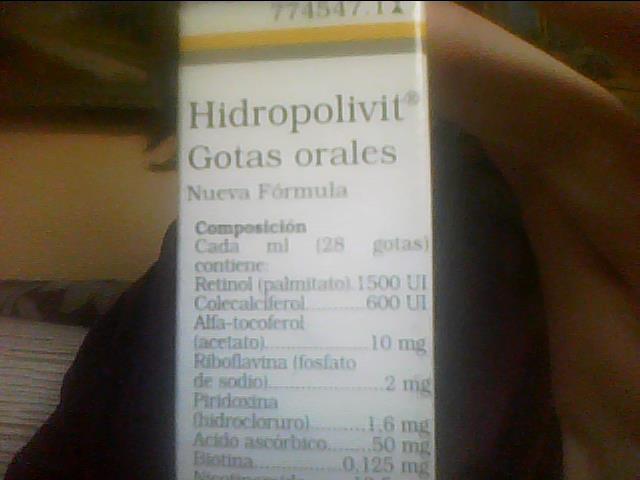 774547.1
Hidropolivit®
Gotas orales
Nueva Fórmula
Composición
Cada ml (28 gotas)
contiene:
Retinol (palmitato).1500 UI
Colecalciferol...........600 UI
Alfa-tocoferol
(acetato)....................10 mg
Riboflavina (fosfato
de sodio)......................2 mg
Piridoxina
(hidrocloruro)..........1,6 mg
Acido ascórbico........50 mg
Biotina................0,125 mg